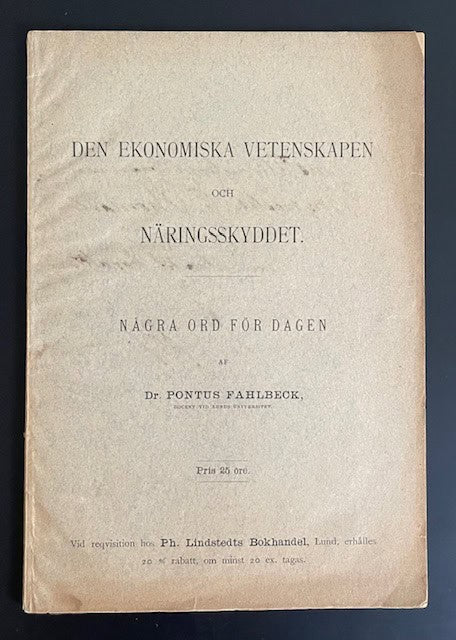 DEN EKONOMISKA VETENSKAPEN
OCH
NÄRINGSSKYDDET.
NÅGRA ORD FÖR DAGEN
AF
Dr. PONTUS FAHLBECK,
DOCENT VID LUNDS UNIVERSITET.
Pris 25 öre.
Vid reqvisition hos Ph. Lindstedts Bokhandel, Lund, erhålles
20 % rabatt, om minst 20 ex. tagas.